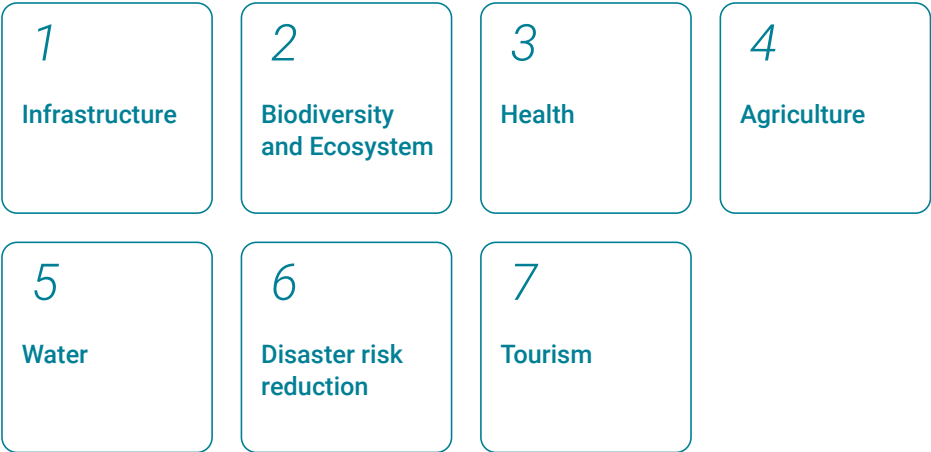 1
Infrastructure
2
Biodiversity
and Ecosystem
3
Health
4
Agriculture
5
Water
6
Disaster risk
reduction
7
Tourism